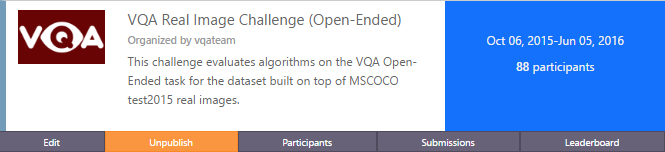 VQA
VQA Real Image Challenge (Open-Ended)
Organized by vqateam
This challenge evaluates algorithms on the VQA Open-
Ended task for the dataset built on top of MSCOCO
test2015 real images.
Oct 06, 2015-Jun 05, 2016
88 participants
Edit
Unpublish
Participants
Submissions
Leaderboard